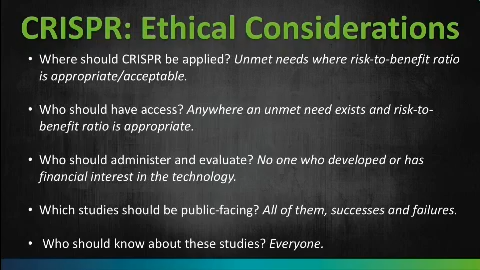 CRISPR: Ethical Considerations
• Where should CRISPR be applied? Unmet needs where risk-to-benefit ratio
is appropriate/acceptable.
• Who should have access? Anywhere an unmet need exists and risk-to-
benefit ratio is appropriate.
• Who should administer and evaluate? No one who developed or has
financial interest in the technology.
• Which studies should be public-facing? All of them, successes and failures.
• Who should know about these studies? Everyone.